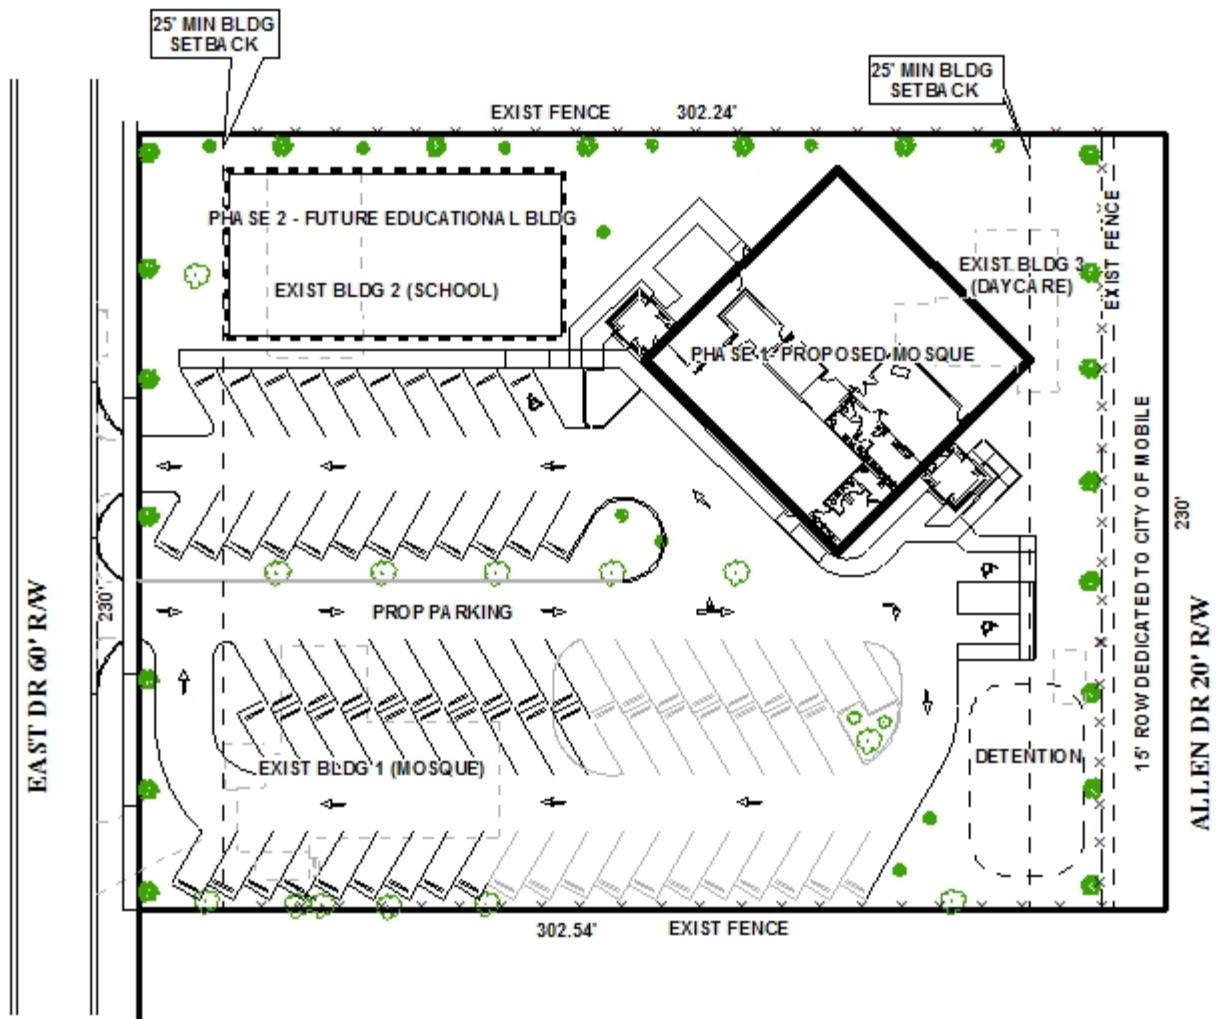 25' MIN BLDG
SETBACK
25' MIN BLDG
SETBACK
EXIST FENCE 302.24'
PHASE 2 - FUTURE EDUCATIONAL BLDG
EXIST BLDG 2 (SCHOOL)
EXIST. BLDG 3
(DAYCARE)
EXIST FENCE
PHASE 1- PROPOSED MOSQUE
15' ROW DEDICATED TO CITY OF MOBILE
230'
ALLEN DR 20' R/W
EAST DR 60' R/W
230'
PROP PARKING
EXIST BLDG 1 (MOSQUE)
DETENTION
302.54' EXIST FENCE